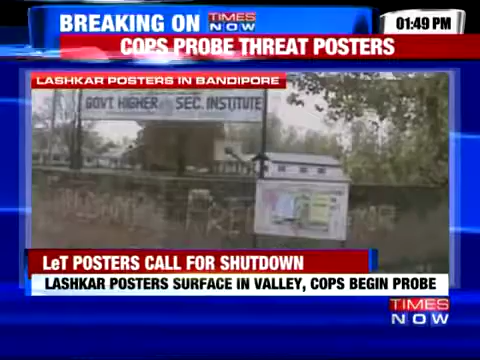 BREAKING ON TIMES NOW
01:49 PM
COPS PROBE THREAT POSTERS
LASHKAR POSTERS IN BANDIPORE
GOVT. HIGHER SEC. INSTITUTE
LeT POSTERS CALL FOR SHUTDOWN
LASHKAR POSTERS SURFACE IN VALLEY, COPS BEGIN PROBE
TIMES
NOW